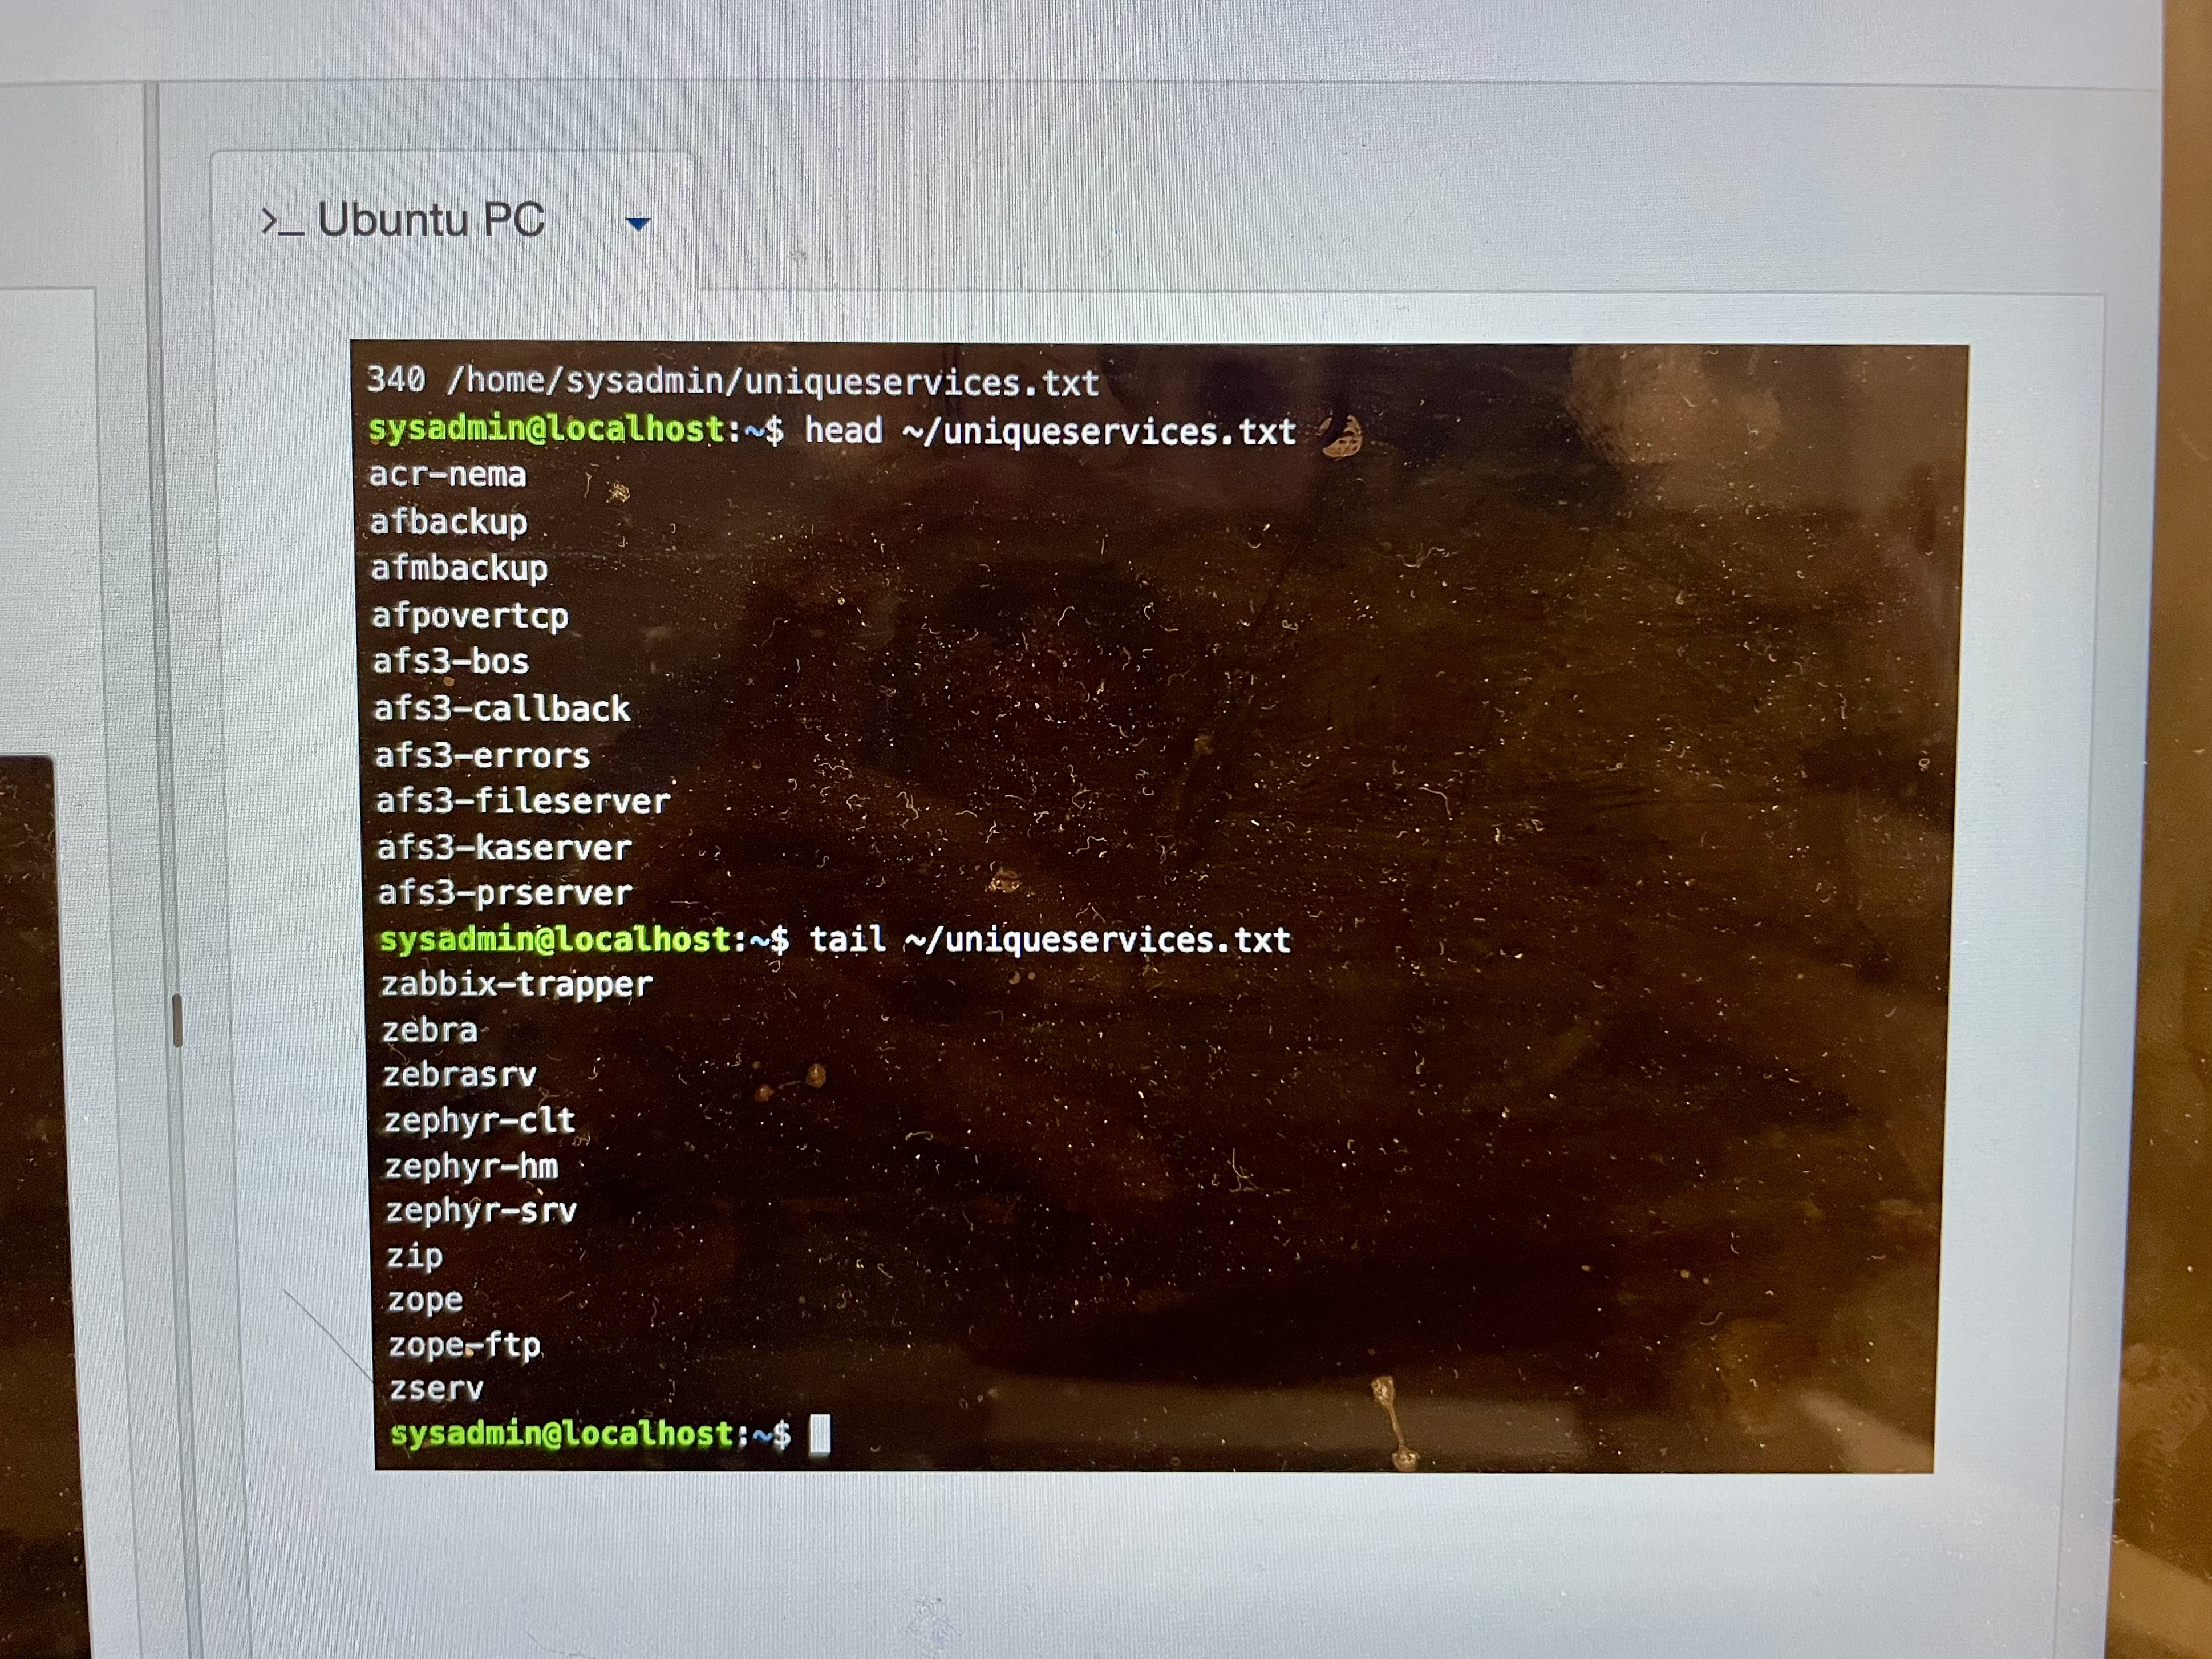 >_ Ubuntu PC
340 /home/sysadmin/uniqueservices.txt
sysadmin@localhost:~$ head ~/uniqueservices.txt
acr-nema
afbackup
afmbackup
afpovertcp
afs3-bos
afs3-callback
afs3-errors
afs3-fileserver
afs3-kaserver
afs3-prserver
sysadmin@localhost:~$ tail ~/uniqueservices.txt
zabbix-trapper
zebra
zebrasrv
zephyr-clt
zephyr-hm
zephyr-srv
zip
zope
zope-ftp
zserv
sysadmin@localhost:~$